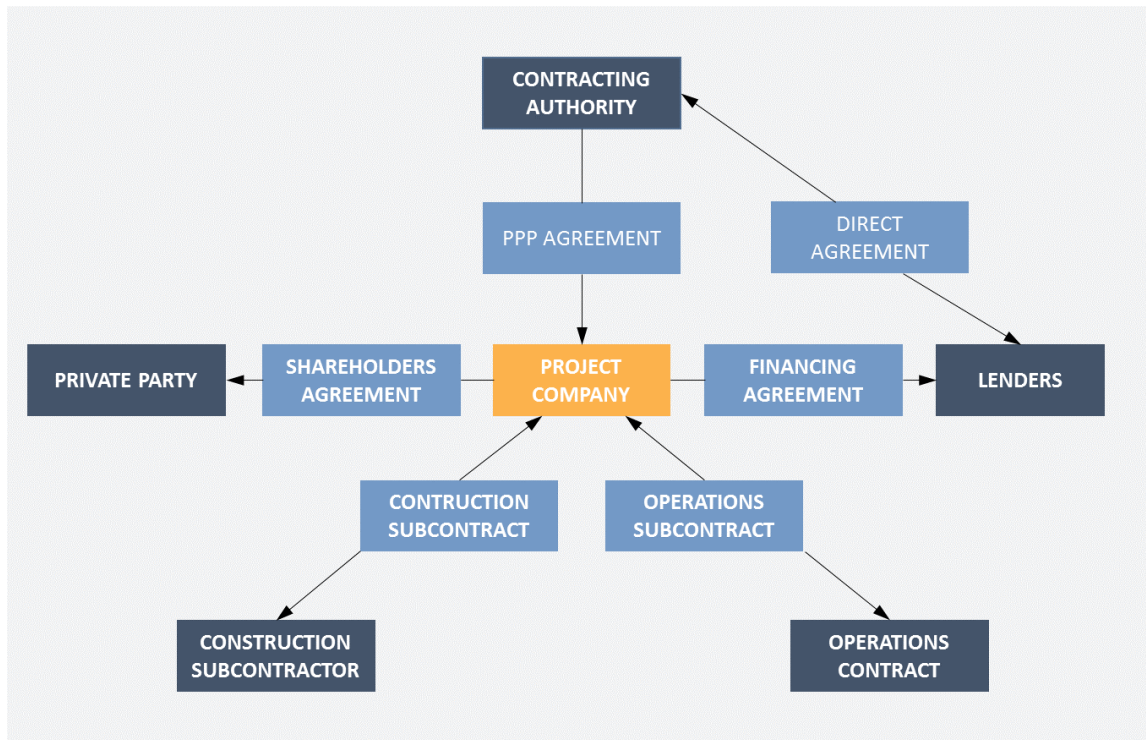 CONTRACTING
AUTHORITY
PPP AGREEMENT
DIRECT
AGREEMENT
PRIVATE PARTY
SHAREHOLDERS
AGREEMENT
PROJECT
COMPANY
FINANCING
AGREEMENT
LENDERS
CONTRUCTION
SUBCONTRACT
OPERATIONS
SUBCONTRACT
CONSTRUCTION
SUBCONTRACTOR
OPERATIONS
CONTRACT